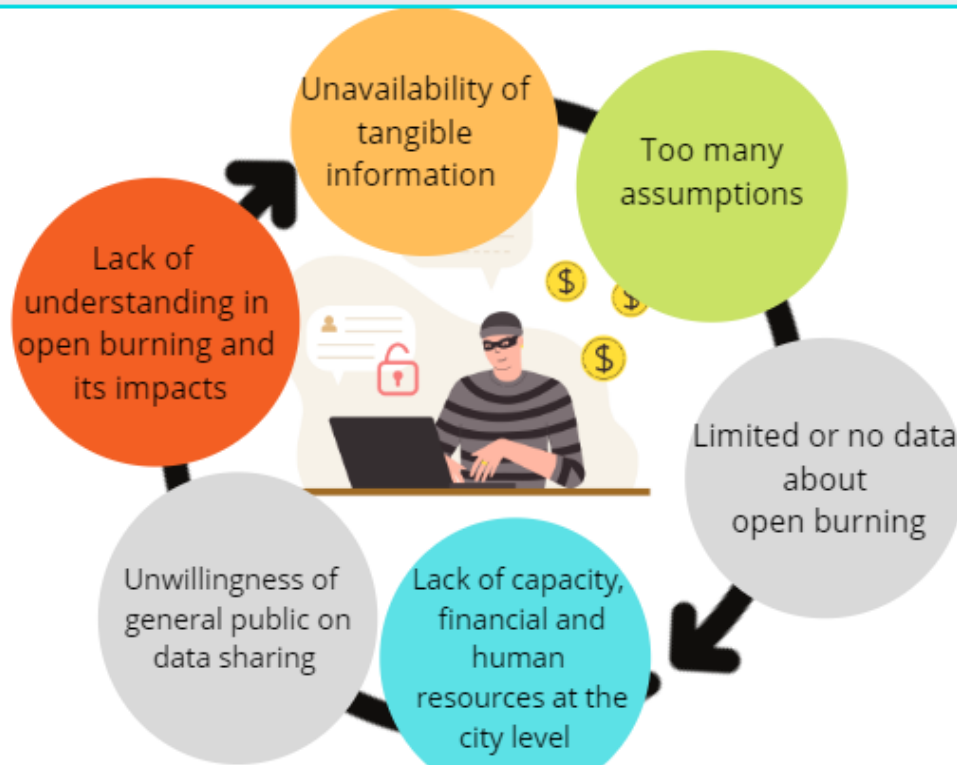 Unavailability of
tangible
information
Too many
assumptions
Limited or no data
about
open burning
Lack of capacity,
financial and
human
resources at the
city level
Unwillingness of
general public on
data sharing
Lack of
understanding in
open burning and
its impacts
$
$
$